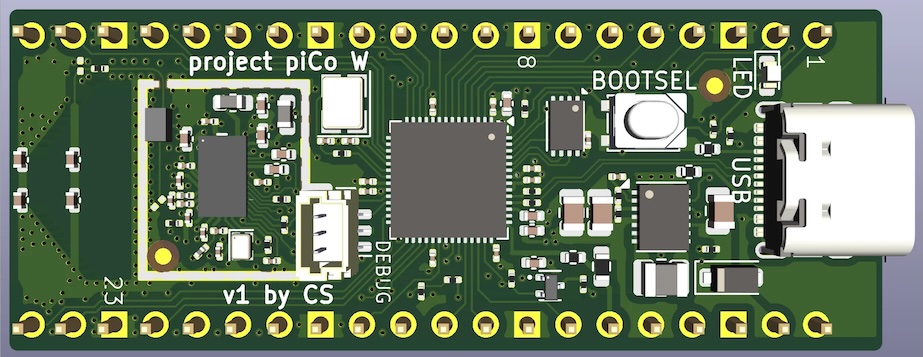 project piCo W
8
1
BOOTSEL
LED
USB
DEBUG
23
v1 by CS